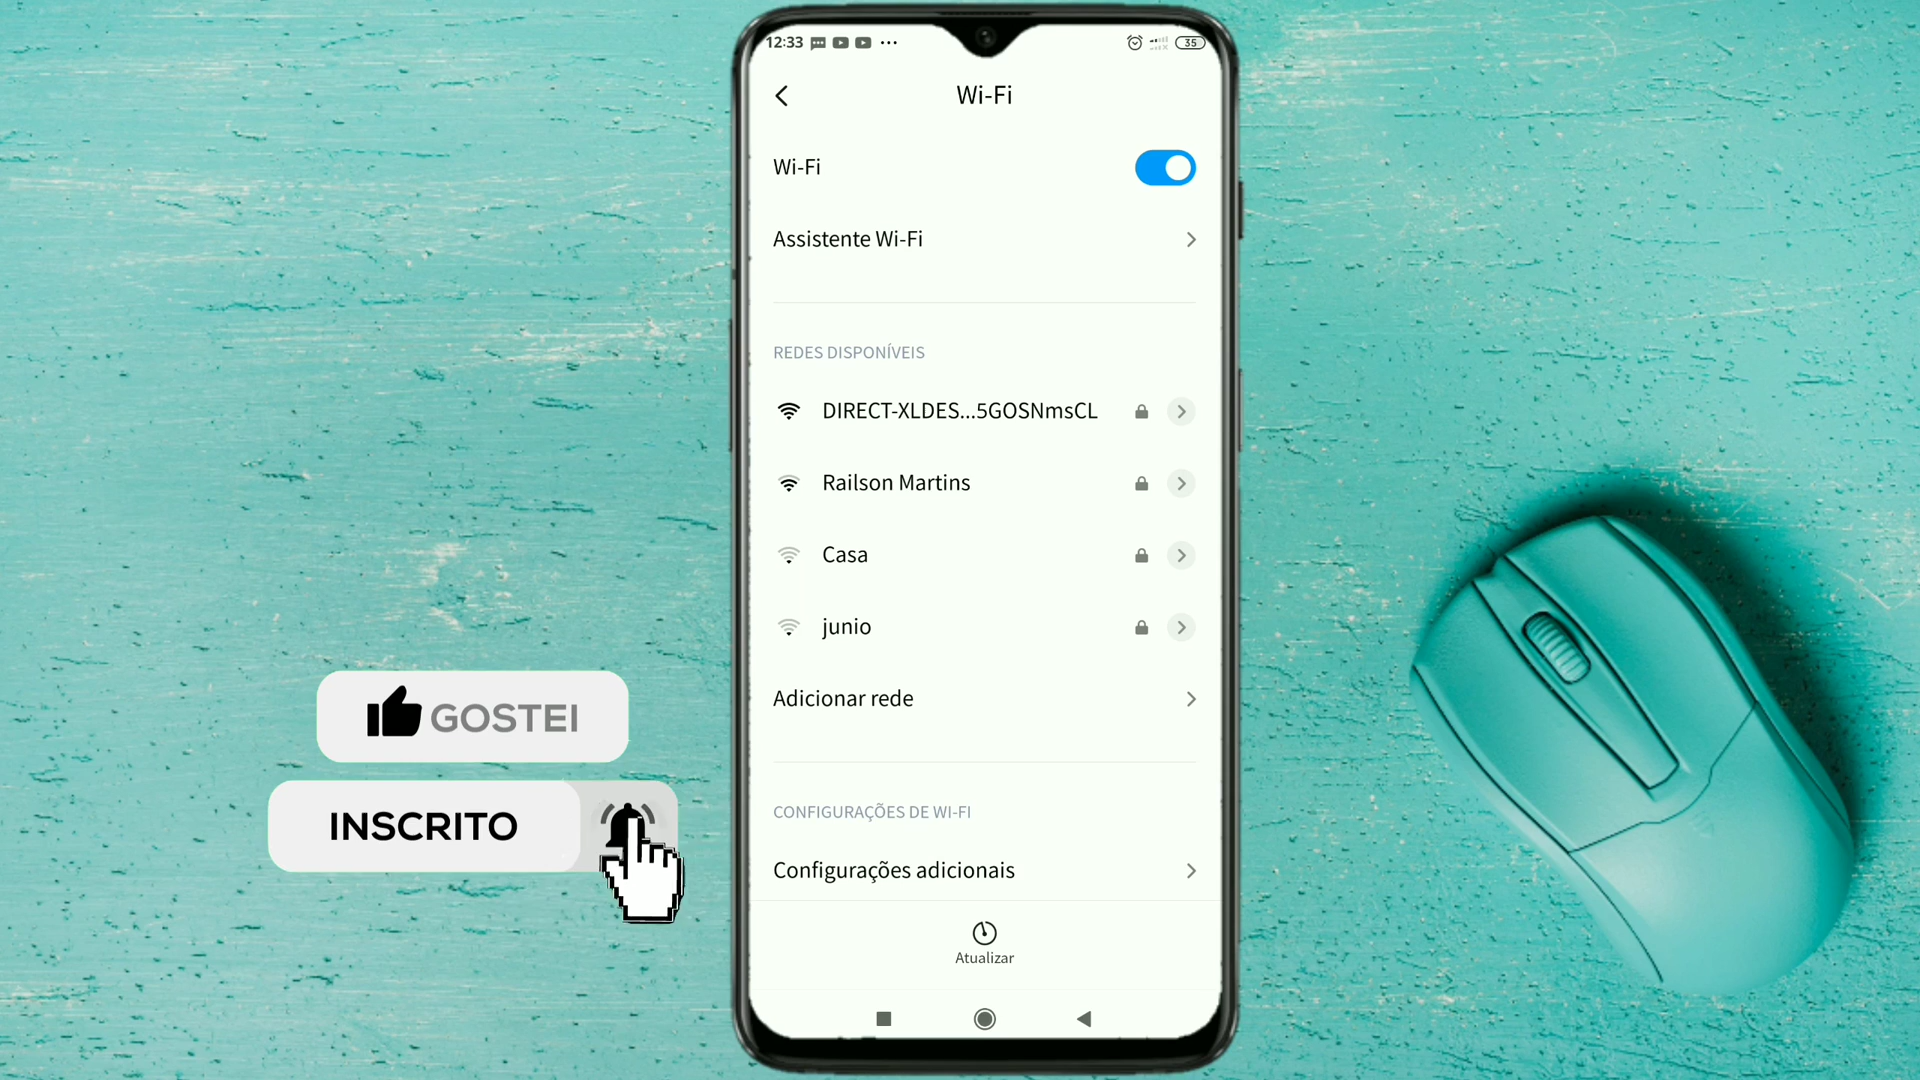 12:33
35
Wi-Fi
Wi-Fi
Assistente Wi-Fi
REDES DISPONÍVEIS
DIRECT-XLDES...5GOSNmsCL
Railson Martins
Casa
junio
Adicionar rede
CONFIGURAÇÕES DE WI-FI
Configurações adicionais
Atualizar
GOSTEI
INSCRITO